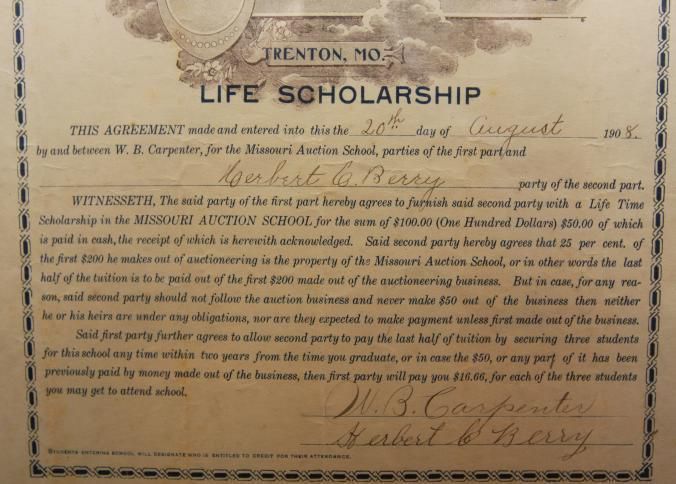 TRENTON, MO.
LIFE SCHOLARSHIP
THIS AGREEMENT made and entered into this the 20th day of August 1908.
by and between W. B. Carpenter, for the Missouri Auction School, parties of the first part and
Herbert C. Berry party of the second part.
WITNESSETH, The said party of the first part hereby agrees to furnish said second party with a Life Time
Scholarship in the MISSOURI AUCTION SCHOOL for the sum of $100.00 (One Hundred Dollars) $50.00 of which
is paid in cash, the receipt of which is herewith acknowledged. Said second party hereby agrees that 25 per cent. of
the first $200 he makes out of auctioneering is the property of the Missouri Auction School, or in other words the last
half of the tuition is to be paid out of the first $200 made out of the auctioneering business. But in case, for any rea-
son, said second party should not follow the auction business and never make $50 out of the business then neither
he or his heirs are under any obligations, nor are they expected to make payment unless first made out of the business.
Said first party further agrees to allow second party to pay the last half of tuition by securing three students
for this school any time within two years from the time you graduate, or in case the $50, or any part of it has been
previously paid by money made out of the business, then first party will pay you $16.66, for each of the three students
you may get to attend school.
W. B. Carpenter
Herbert C Berry
STUDENTS ENTERING SCHOOL WILL DESIGNATE WHO IS ENTITLED TO CREDIT FOR THEIR ATTENDANCE.